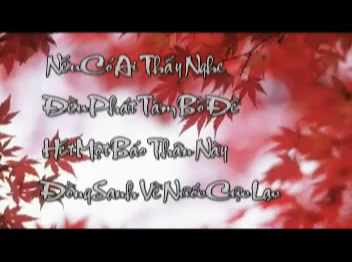 Nếu Có Ai Thấy Nghe
Đều Phát Tâm Bồ Đề
Hết Một Báo Thân Này
Đồng Sanh Về Nước Cực Lạc